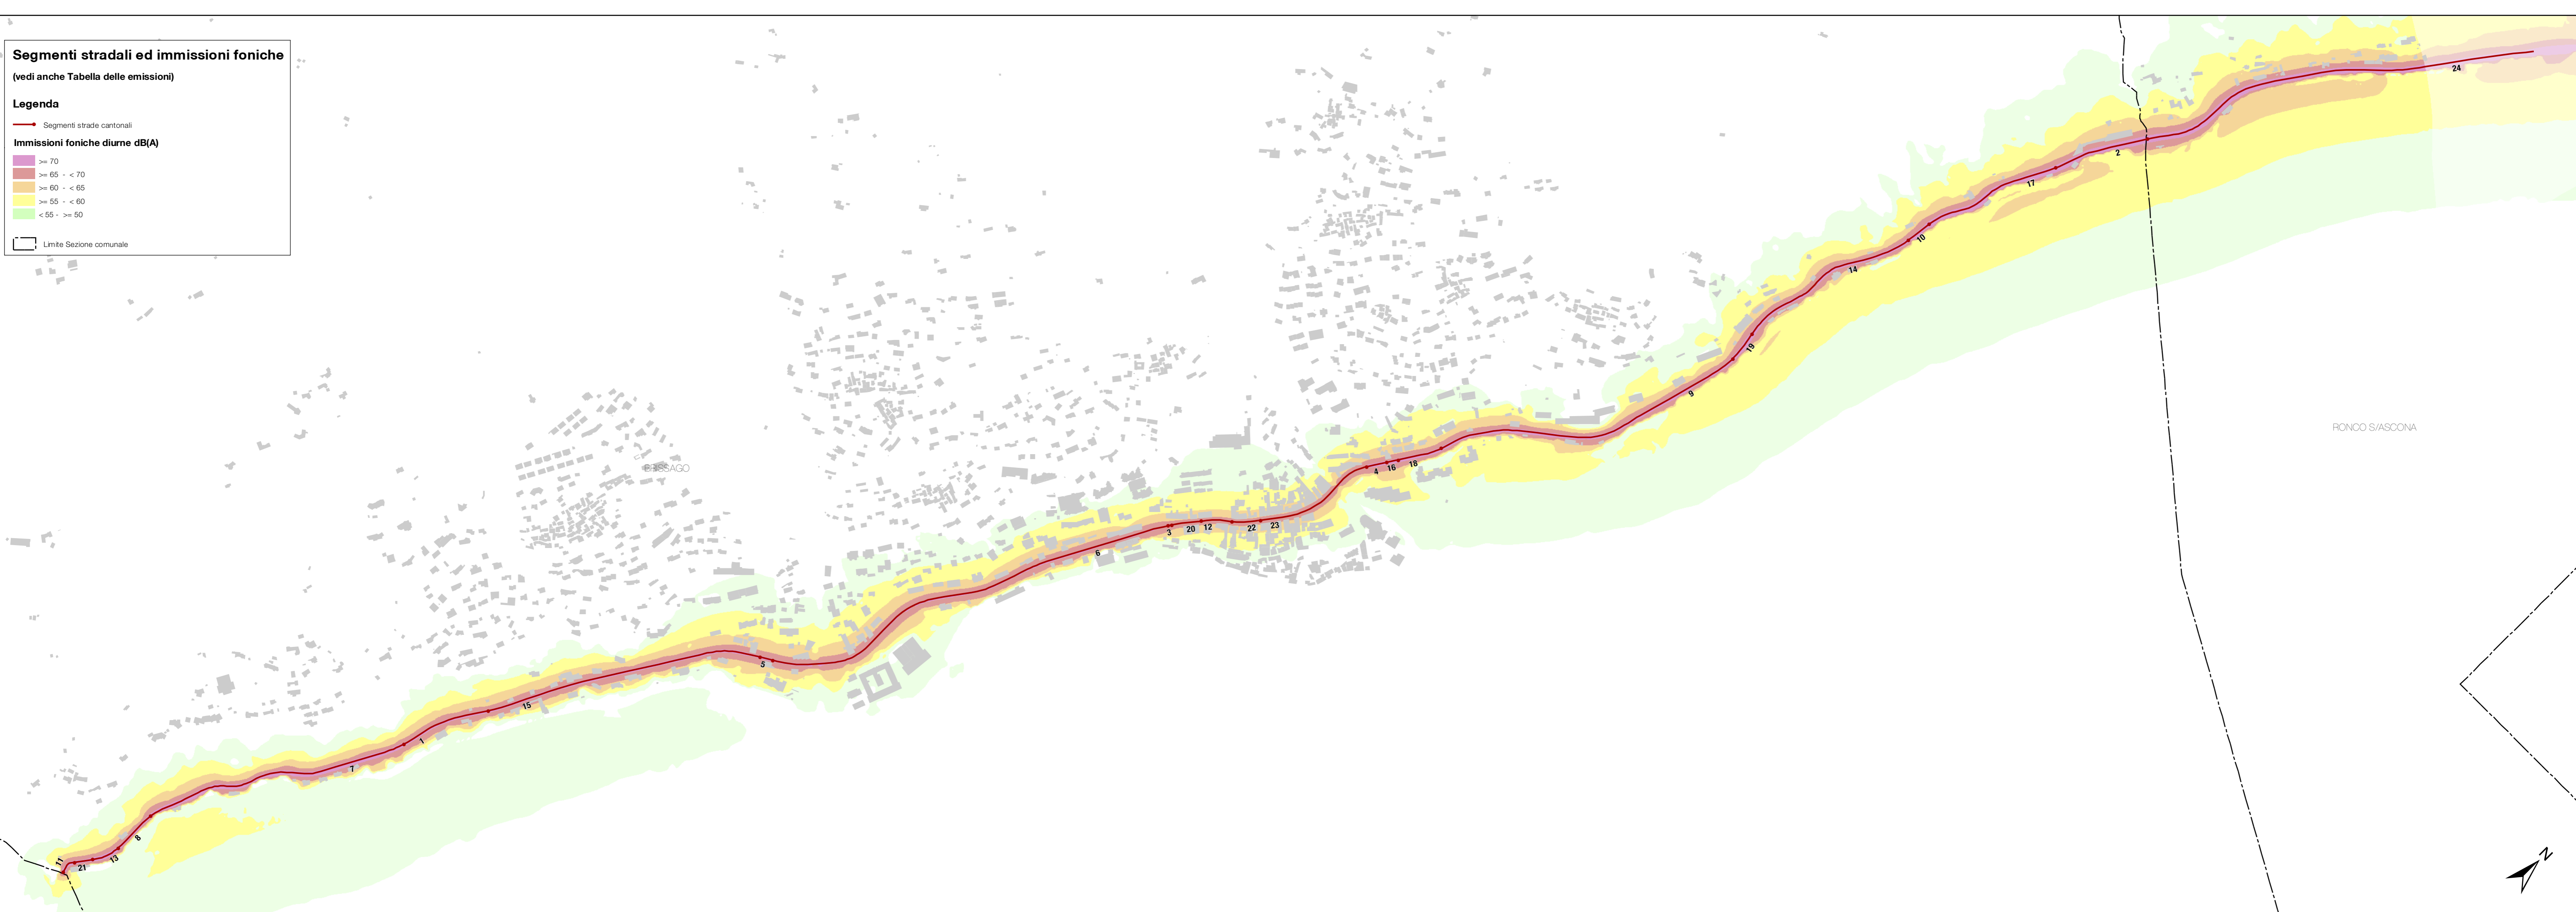 Segmenti stradali ed immissioni foniche
(vedi anche Tabella delle emissioni)
Legenda
Segmenti strade cantonali
Immissioni foniche diurne dB(A)
>= 70
>= 65 - < 70
>= 60 - < 65
>= 55 - < 60
< 55 - >= 50
Limite Sezione comunale
24
2
17
10
14
19
9
RONCO S/ASCONA
BRISSAGO
4 16 18
3 20 12 22 23
6
5
15
1
7
8
13
21
11
N